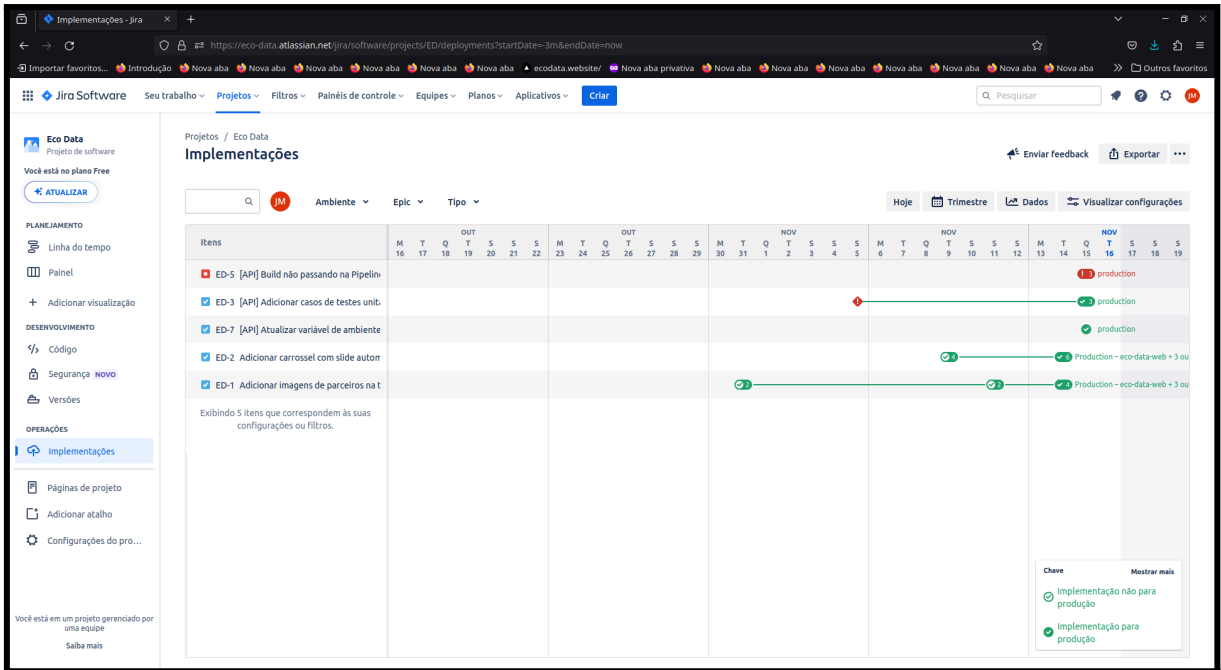 Implementações - Jira
https://eco-data.atlassian.net/jira/software/projects/ED/deployments?startDate=-3m&endDate=now
Importar favoritos... Introdução Nova aba Nova aba Nova aba Nova aba Nova aba Nova aba ecodata.website/ Nova aba privativa Nova aba Nova aba Nova aba Nova aba Nova aba Nova aba Nova aba Outros favoritos
Jira Software Seu trabalho Projetos Filtros Painéis de controle Equipes Planos Aplicativos Criar Pesquisar JM
Eco Data
Projeto de software
Você está no plano Free
ATUALIZAR
PLANEJAMENTO
Linha do tempo
Painel
Adicionar visualização
DESENVOLVIMENTO
Código
Segurança NOVO
Versões
OPERAÇÕES
Implementações
Páginas de projeto
Adicionar atalho
Configurações do pro...
Você está em um projeto gerenciado por
uma equipe
Saiba mais
Projetos / Eco Data
Implementações
Enviar feedback Exportar
JM Ambiente Epic Tipo Hoje Trimestre Dados Visualizar configurações
Itens
OUT OUT NOV NOV NOV
M T Q T S S S M T Q T S S S M T Q T S S S M T Q T S S S M T Q T S S S
16 17 18 19 20 21 22 23 24 25 26 27 28 29 30 31 1 2 3 4 5 6 7 8 9 10 11 12 13 14 15 16 17 18 19
ED-5 [API] Build não passando na Pipeline 3 production
ED-3 [API] Adicionar casos de testes unitá 3 production
ED-7 [API] Atualizar variável de ambiente production
ED-2 Adicionar carrossel com slide autom 4 6 Production – eco-data-web + 3 ou
ED-1 Adicionar imagens de parceiros na t 2 2 4 Production – eco-data-web + 3 ou
Exibindo 5 itens que correspondem às suas
configurações ou filtros.
Chave Mostrar mais
Implementação não para
produção
Implementação para
produção